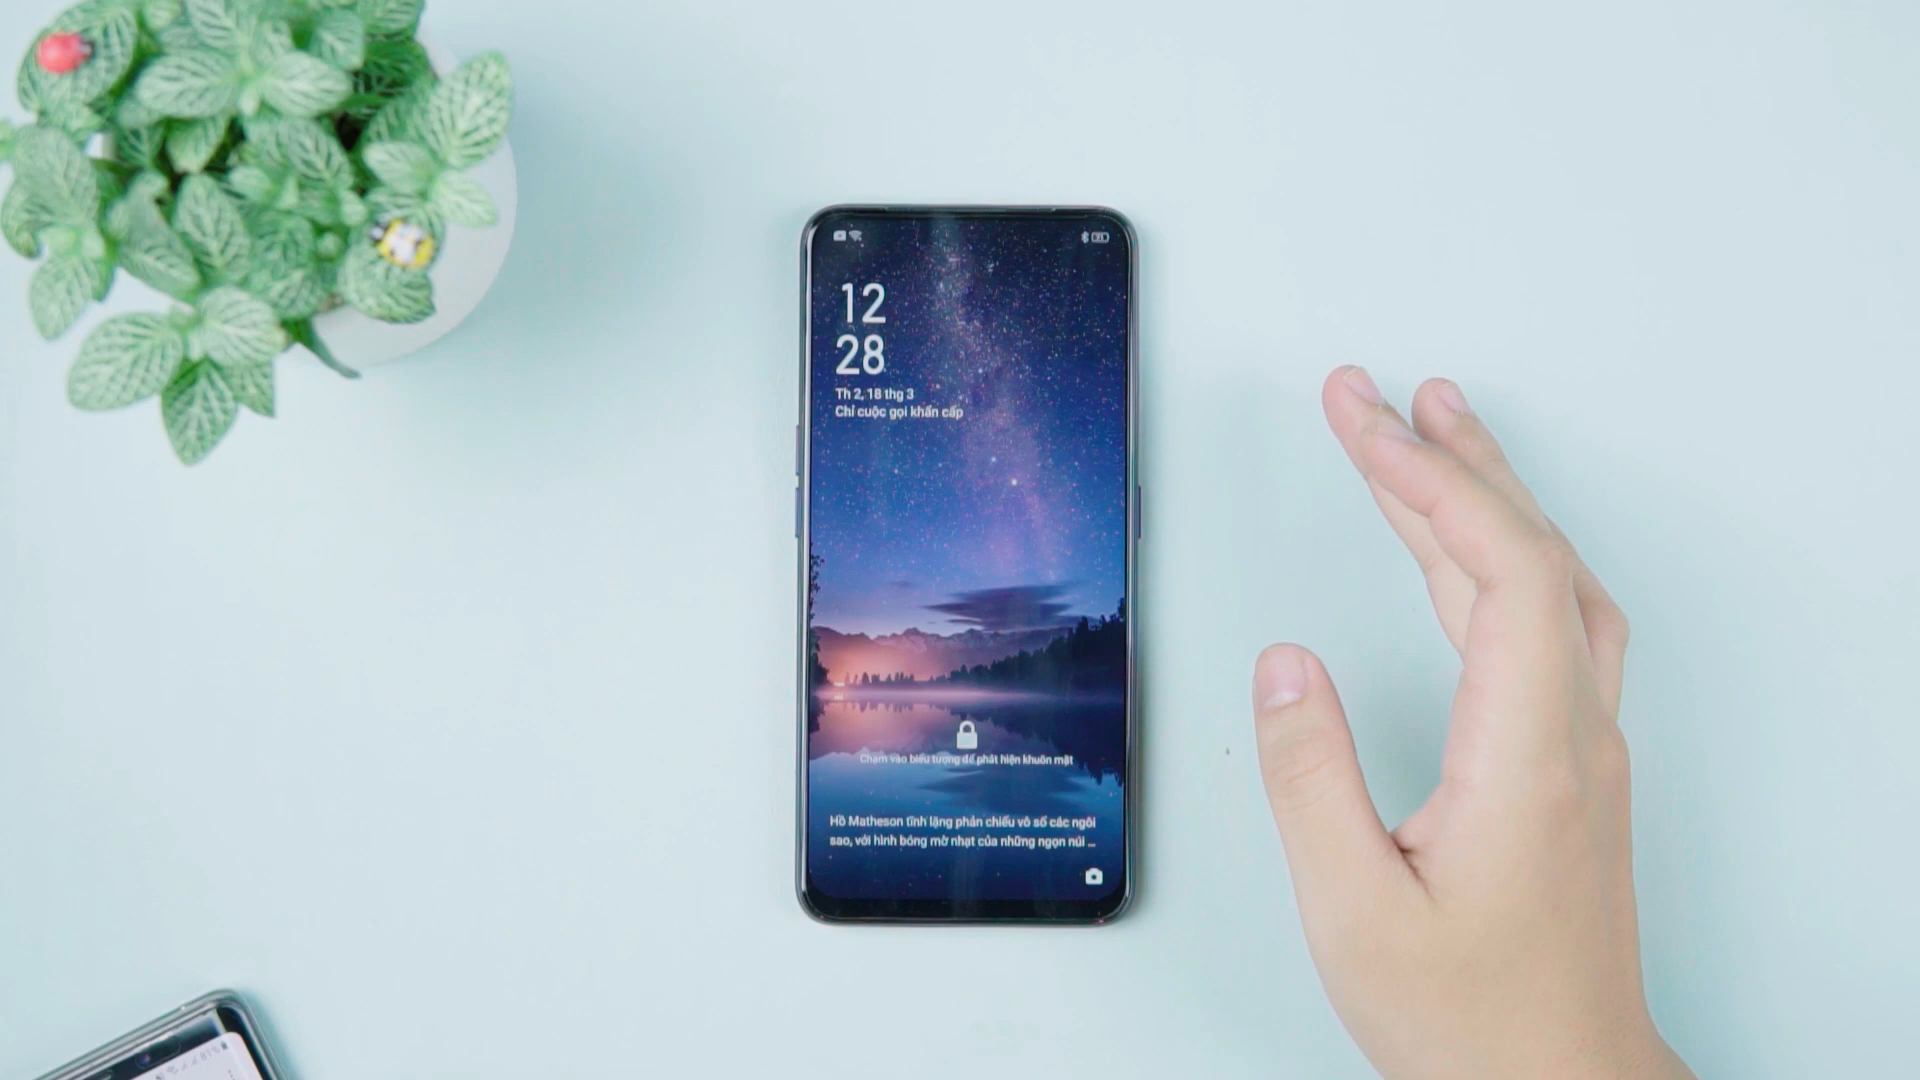 12
28
Th 2, 18 thg 3
Chỉ cuộc gọi khẩn cấp
Chạm vào biểu tượng để phát hiện khuôn mặt
Hồ Matheson tĩnh lặng phản chiếu vô số các ngôi
sao, với hình bóng mờ nhạt của những ngọn núi ...